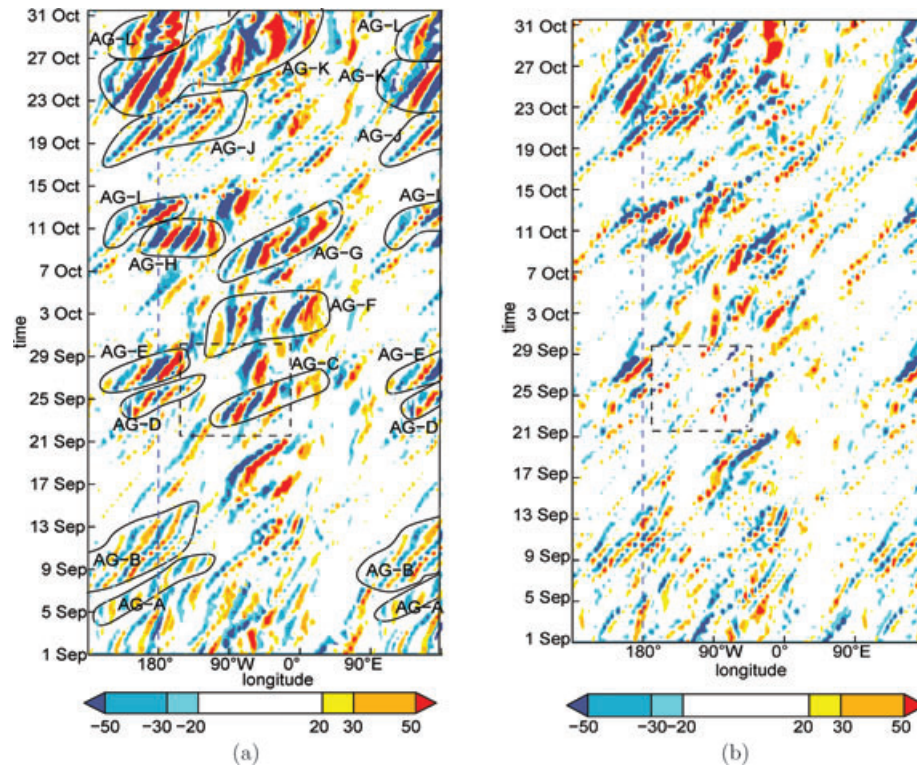 31 Oct
27 Oct
23 Oct
19 Oct
15 Oct
11 Oct
7 Oct
3 Oct
29 Sep
25 Sep
21 Sep
17 Sep
13 Sep
9 Sep
5 Sep
1 Sep
time
AG-L
AG-L
AG-K
AG-K
AG-J
AG-J
AG-I
AG-I
AG-H
AG-G
AG-F
AG-E
AG-E
AG-C
AG-D
AG-D
AG-B
AG-B
AG-A
AG-A
180° 90°W 0° 90°E
longitude
−50 −30 −20 20 30 50
(a)
31 Oct
27 Oct
23 Oct
19 Oct
15 Oct
11 Oct
7 Oct
3 Oct
29 Sep
25 Sep
21 Sep
17 Sep
13 Sep
9 Sep
5 Sep
1 Sep
time
180° 90°W 0° 90°E
longitude
−50 −30 −20 20 30 50
(b)